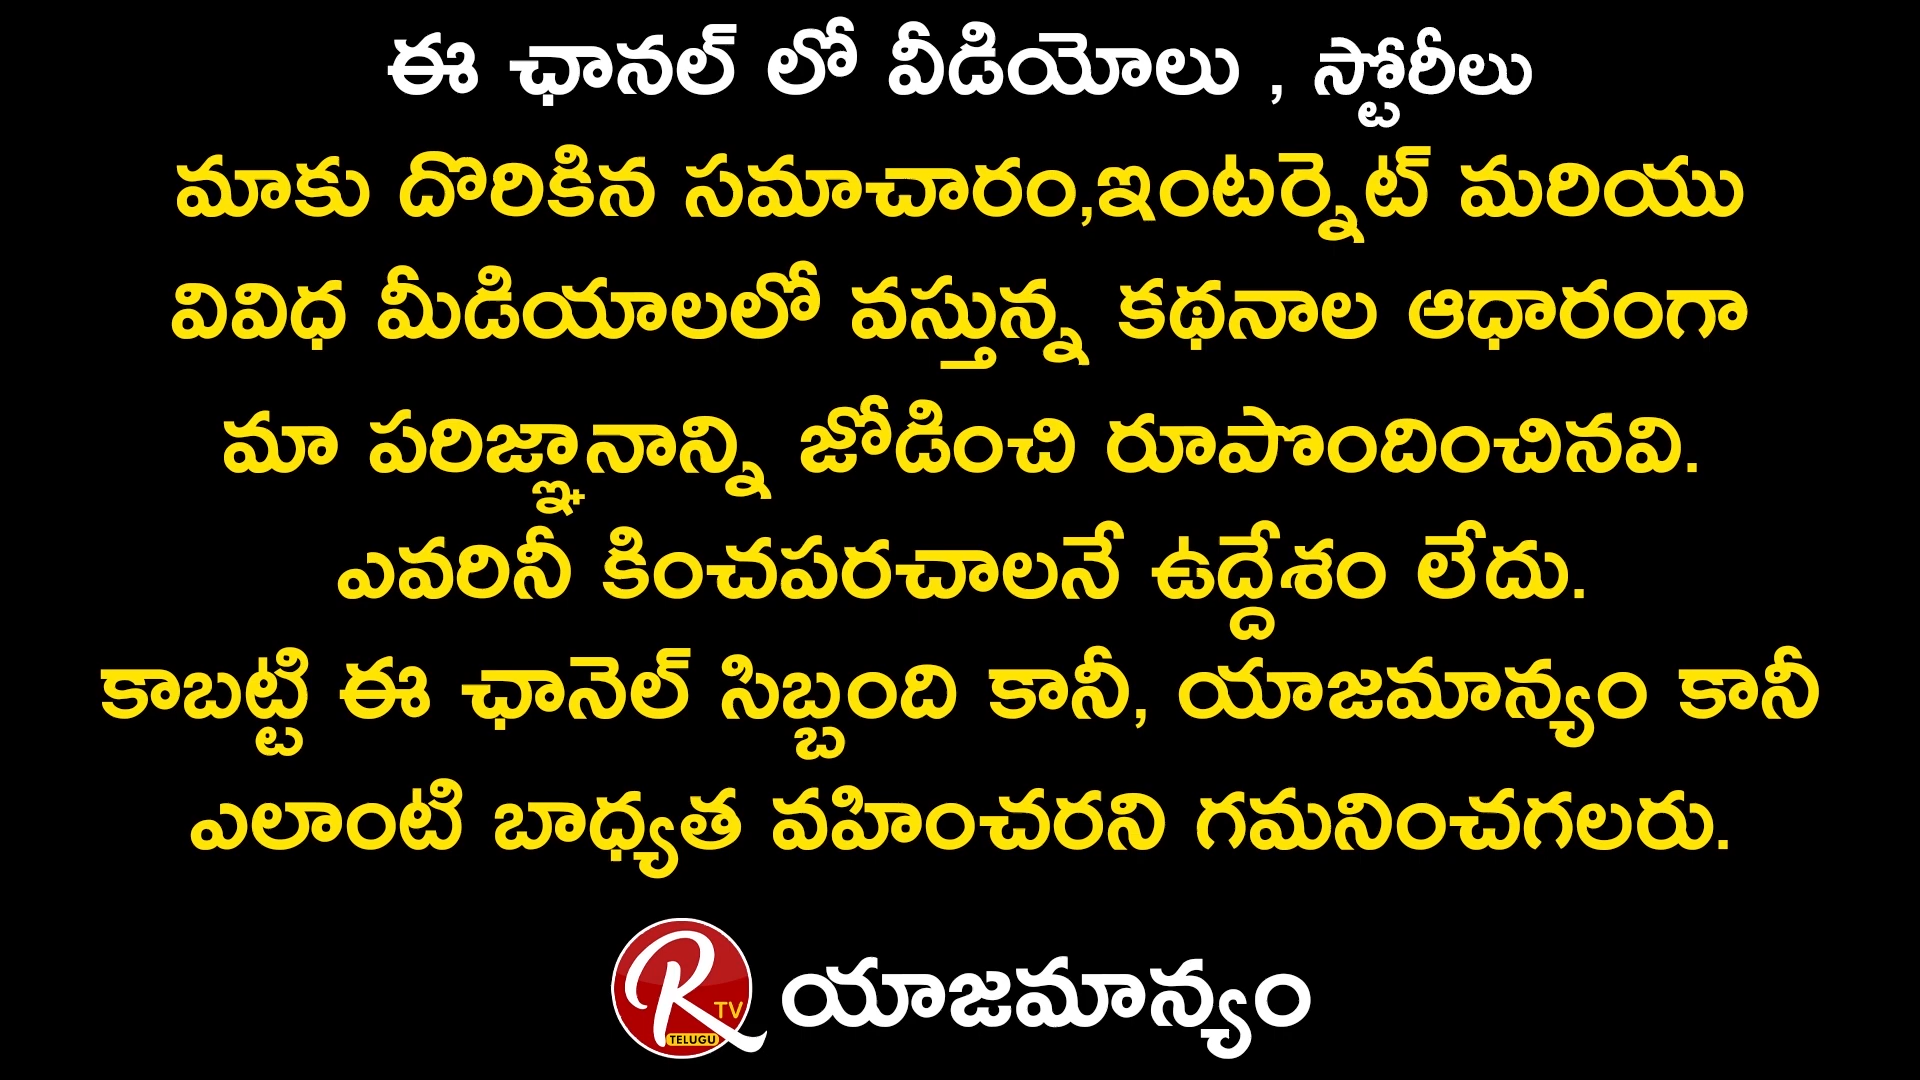 ఈ ఛానల్ లో వీడియోలు , స్టోరీలు
మాకు దొరికిన సమాచారం,ఇంటర్నెట్ మరియు
వివిధ మీడియాలలో వస్తున్న కథనాల ఆధారంగా
మా పరిజ్ఞానాన్ని జోడించి రూపొందించినవి.
ఎవరినీ కించపరచాలనే ఉద్దేశం లేదు.
కాబట్టి ఈ ఛానెల్ సిబ్బంది కానీ, యాజమాన్యం కానీ
ఎలాంటి బాధ్యత వహించరని గమనించగలరు.
R TV TELUGU యాజమాన్యం